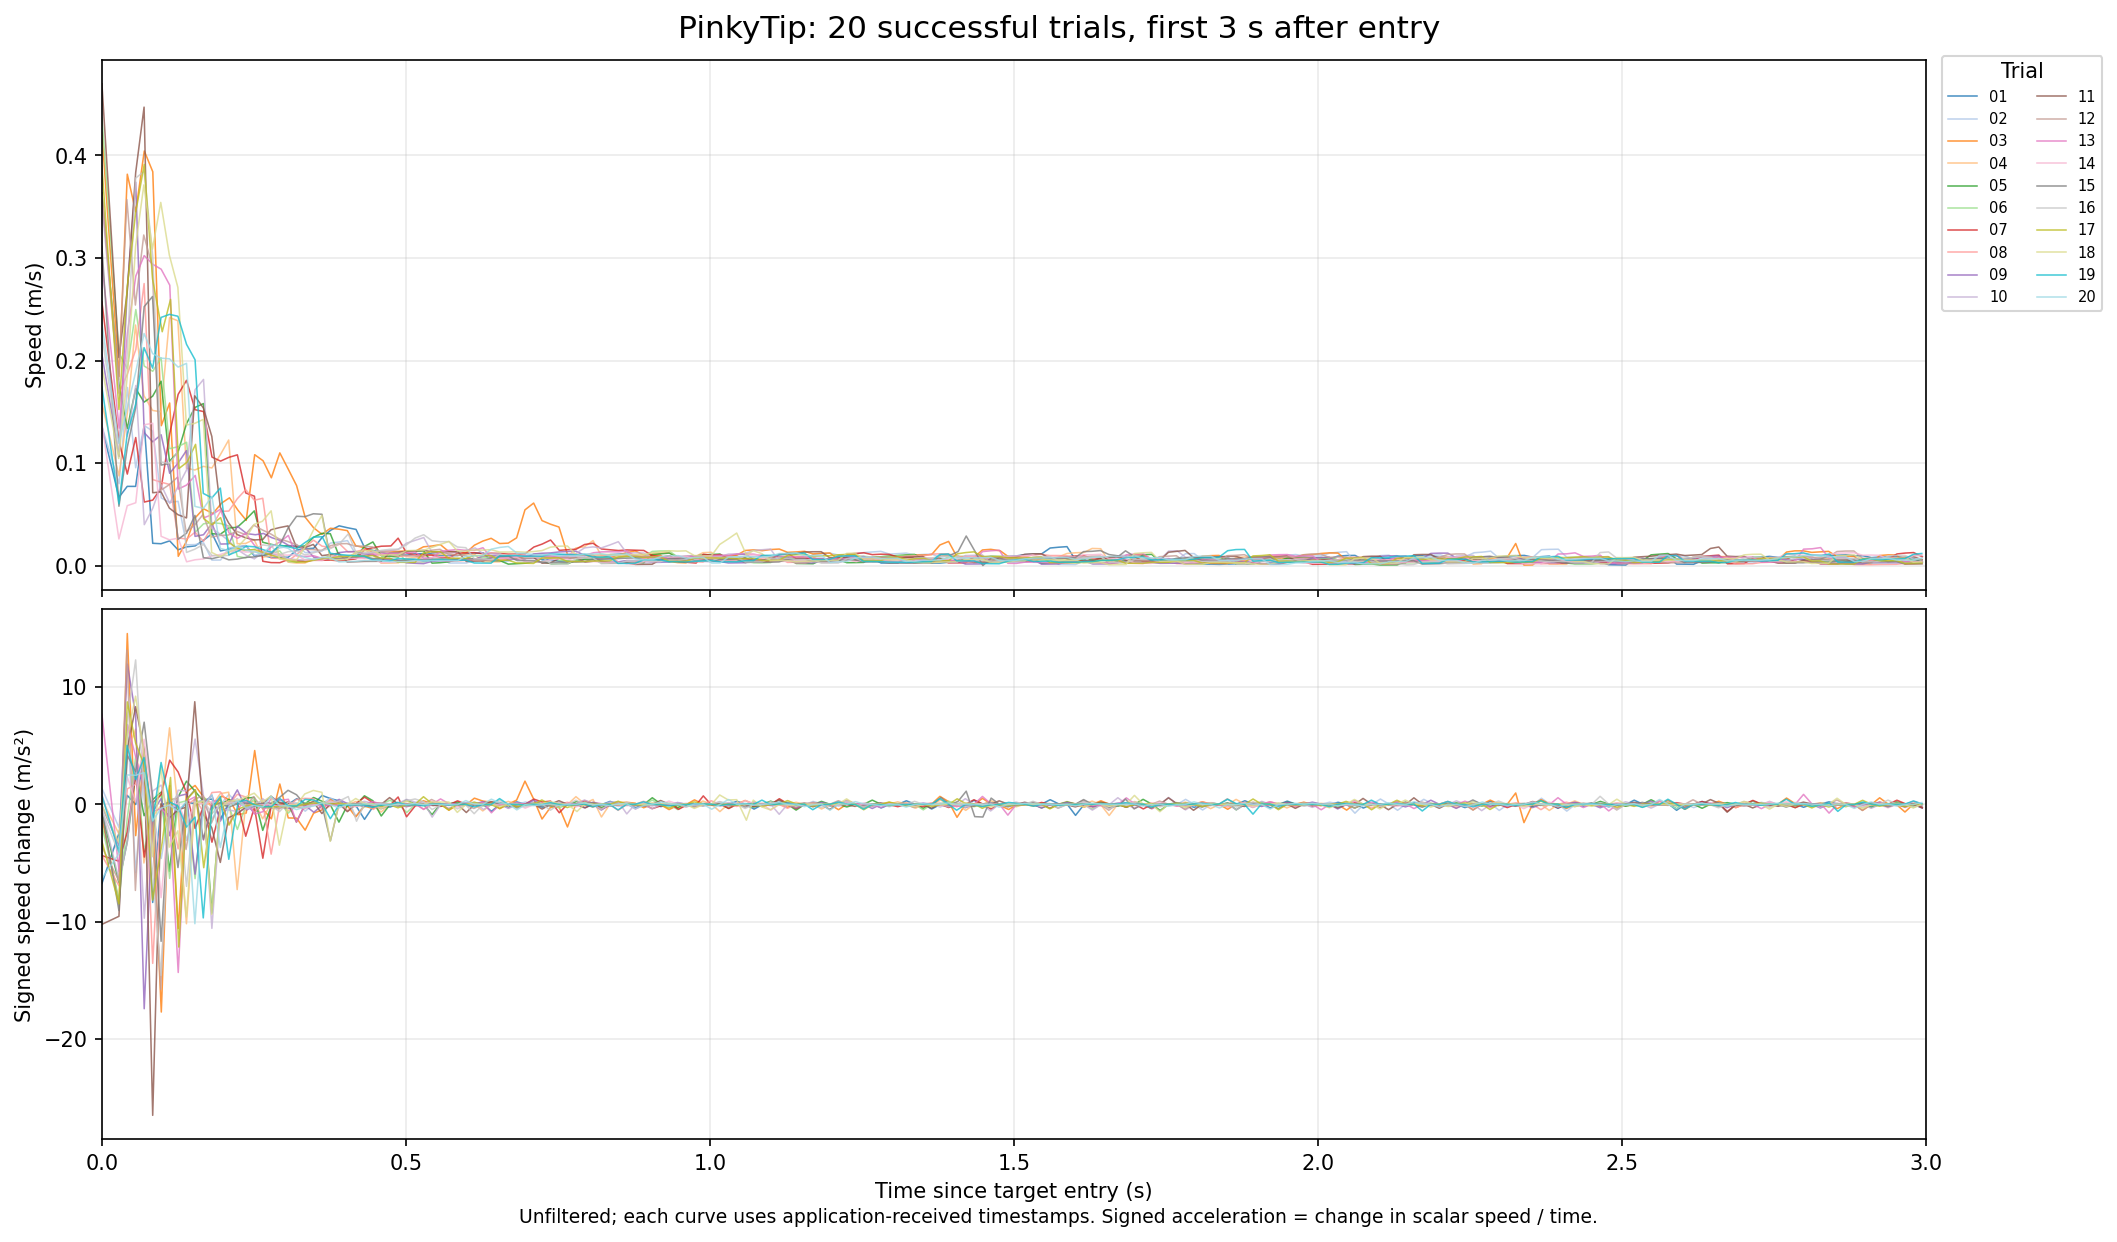 PinkyTip: 20 successful trials, first 3 s after entry
Trial
01 11
02 12
03 13
04 14
05 15
06 16
07 17
08 18
09 19
10 20
Speed (m/s)
0.4
0.3
0.2
0.1
0.0
Signed speed change (m/s²)
10
0
−10
−20
0.0 0.5 1.0 1.5 2.0 2.5 3.0
Time since target entry (s)
Unfiltered; each curve uses application-received timestamps. Signed acceleration = change in scalar speed / time.